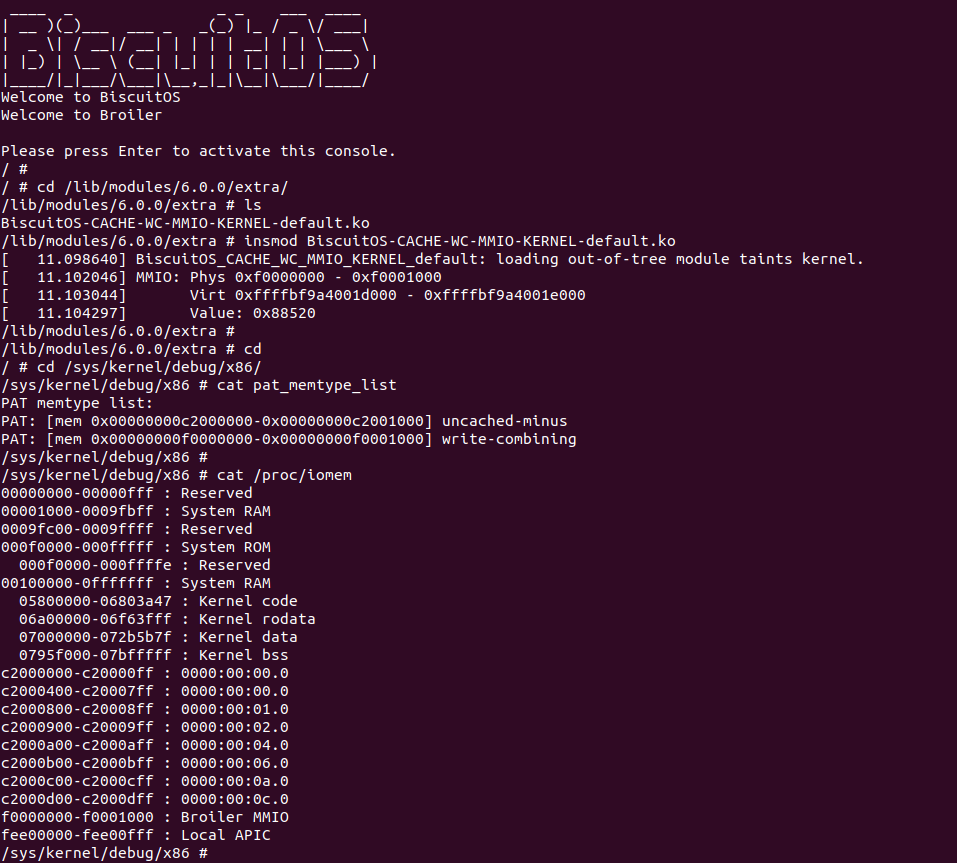 ____  _                _ _    ___  ____
| __ )(_)___  ___ _   _(_) |_ / _ \/ ___|
|  _ \| / __|/ __| | | | | __| | | \___ \
| |_) | \__ \ (__| |_| | | |_| |_| |___) |
|____/|_|___/\___|\__,_|_|\__|\___/|____/
Welcome to BiscuitOS
Welcome to Broiler
Please press Enter to activate this console.
/ #
/ # cd /lib/modules/6.0.0/extra/
/lib/modules/6.0.0/extra # ls
BiscuitOS-CACHE-WC-MMIO-KERNEL-default.ko
/lib/modules/6.0.0/extra # insmod BiscuitOS-CACHE-WC-MMIO-KERNEL-default.ko
[   11.098640] BiscuitOS_CACHE_WC_MMIO_KERNEL_default: loading out-of-tree module taints kernel.
[   11.102046] MMIO: Phys 0xf0000000 - 0xf0001000
[   11.103044]       Virt 0xffffbf9a4001d000 - 0xffffbf9a4001e000
[   11.104297]       Value: 0x88520
/lib/modules/6.0.0/extra #
/lib/modules/6.0.0/extra # cd
/ # cd /sys/kernel/debug/x86/
/sys/kernel/debug/x86 # cat pat_memtype_list
PAT memtype list:
PAT: [mem 0x00000000c2000000-0x00000000c2001000] uncached-minus
PAT: [mem 0x00000000f0000000-0x00000000f0001000] write-combining
/sys/kernel/debug/x86 #
/sys/kernel/debug/x86 # cat /proc/iomem
00000000-00000fff : Reserved
00001000-0009fbff : System RAM
0009fc00-0009ffff : Reserved
000f0000-000fffff : System ROM
  000f0000-000ffffe : Reserved
00100000-0fffffff : System RAM
  05800000-06803a47 : Kernel code
  06a00000-06f63fff : Kernel rodata
  07000000-072b5b7f : Kernel data
  0795f000-07bfffff : Kernel bss
c2000000-c20000ff : 0000:00:00.0
c2000400-c20007ff : 0000:00:00.0
c2000800-c20008ff : 0000:00:01.0
c2000900-c20009ff : 0000:00:02.0
c2000a00-c2000aff : 0000:00:04.0
c2000b00-c2000bff : 0000:00:06.0
c2000c00-c2000cff : 0000:00:0a.0
c2000d00-c2000dff : 0000:00:0c.0
f0000000-f0001000 : Broiler MMIO
fee00000-fee00fff : Local APIC
/sys/kernel/debug/x86 #